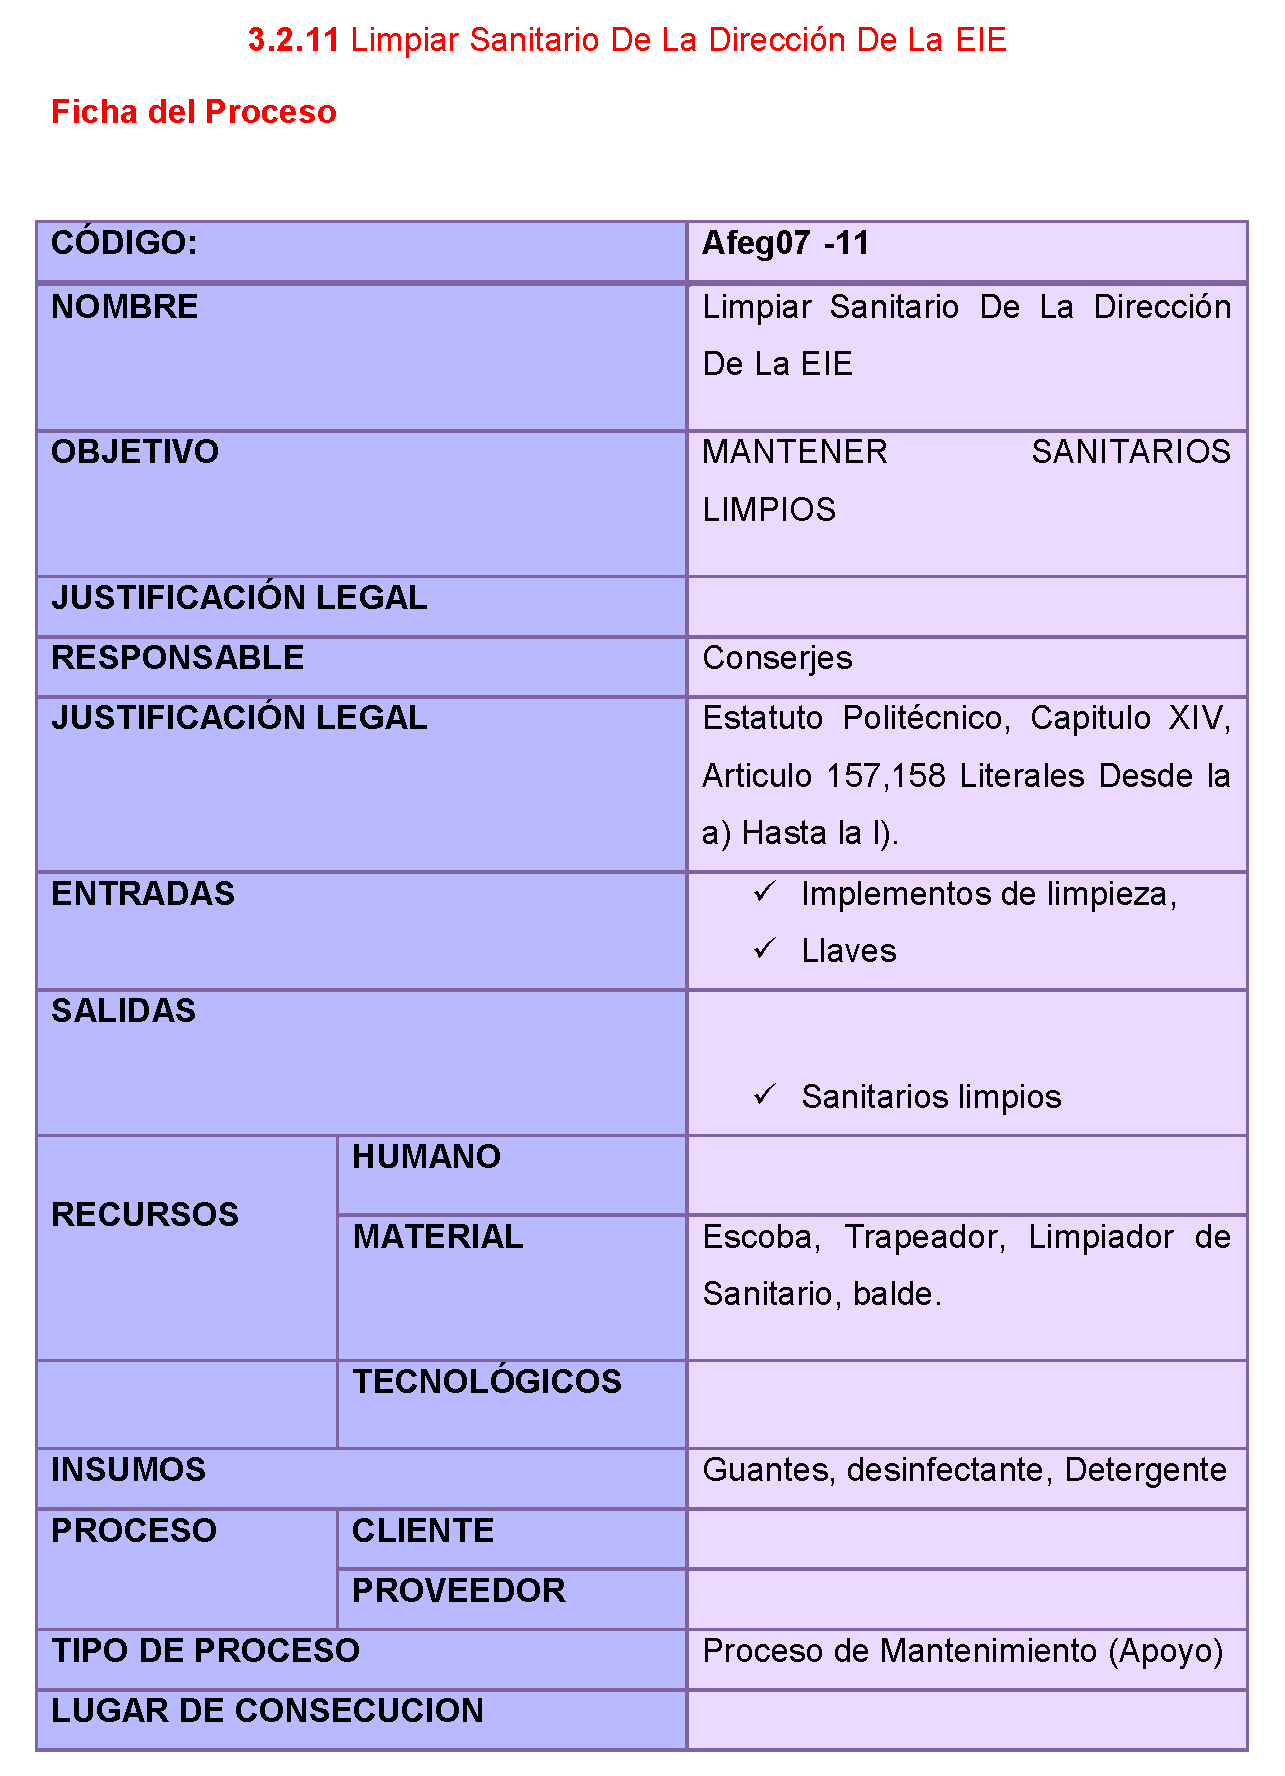 3.2.11 Limpiar Sanitario De La Dirección De La EIE
Ficha del Proceso
CÓDIGO: Afeg07 -11
NOMBRE Limpiar Sanitario De La Dirección
De La EIE
OBJETIVO MANTENER SANITARIOS
LIMPIOS
JUSTIFICACIÓN LEGAL
RESPONSABLE Conserjes
JUSTIFICACIÓN LEGAL Estatuto Politécnico, Capitulo XIV,
Articulo 157,158 Literales Desde la
a) Hasta la l).
ENTRADAS ✓ Implementos de limpieza,
✓ Llaves
SALIDAS
✓ Sanitarios limpios
HUMANO
RECURSOS
MATERIAL Escoba, Trapeador, Limpiador de
Sanitario, balde.
TECNOLÓGICOS
INSUMOS Guantes, desinfectante, Detergente
PROCESO CLIENTE
PROVEEDOR
TIPO DE PROCESO Proceso de Mantenimiento (Apoyo)
LUGAR DE CONSECUCION